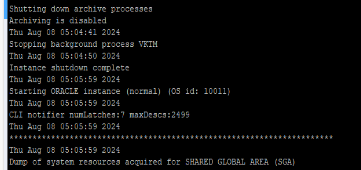 Shutting down archive processes
Archiving is disabled
Thu Aug 08 05:04:41 2024
Stopping background process VKTM
Thu Aug 08 05:04:50 2024
Instance shutdown complete
Thu Aug 08 05:05:59 2024
Starting ORACLE instance (normal) (OS id: 10011)
Thu Aug 08 05:05:59 2024
CLI notifier numLatches:7 maxDescs:2499
Thu Aug 08 05:05:59 2024
**********************************************************************
Thu Aug 08 05:05:59 2024
Dump of system resources acquired for SHARED GLOBAL AREA (SGA)